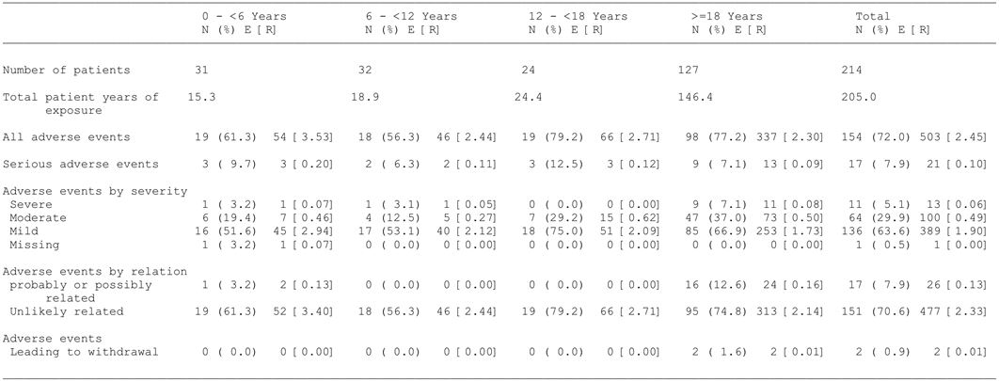 0 - <6 Years 6 - <12 Years 12 - <18 Years >=18 Years Total
N (%) E [ R] N (%) E [ R] N (%) E [ R] N (%) E [ R] N (%) E [ R]
Number of patients 31 32 24 127 214
Total patient years of 15.3 18.9 24.4 146.4 205.0
exposure
All adverse events 19 (61.3) 54 [ 3.53] 18 (56.3) 46 [ 2.44] 19 (79.2) 66 [ 2.71] 98 (77.2) 337 [ 2.30] 154 (72.0) 503 [ 2.45]
Serious adverse events 3 ( 9.7) 3 [ 0.20] 2 ( 6.3) 2 [ 0.11] 3 (12.5) 3 [ 0.12] 9 ( 7.1) 13 [ 0.09] 17 ( 7.9) 21 [ 0.10]
Adverse events by severity
Severe 1 ( 3.2) 1 [ 0.07] 1 ( 3.1) 1 [ 0.05] 0 ( 0.0) 0 [ 0.00] 9 ( 7.1) 11 [ 0.08] 11 ( 5.1) 13 [ 0.06]
Moderate 6 (19.4) 7 [ 0.46] 4 (12.5) 5 [ 0.27] 7 (29.2) 15 [ 0.62] 47 (37.0) 73 [ 0.50] 64 (29.9) 100 [ 0.49]
Mild 16 (51.6) 45 [ 2.94] 17 (53.1) 40 [ 2.12] 18 (75.0) 51 [ 2.09] 85 (66.9) 253 [ 1.73] 136 (63.6) 389 [ 1.90]
Missing 1 ( 3.2) 1 [ 0.07] 0 ( 0.0) 0 [ 0.00] 0 ( 0.0) 0 [ 0.00] 0 ( 0.0) 0 [ 0.00] 1 ( 0.5) 1 [ 0.00]
Adverse events by relation
probably or possibly 1 ( 3.2) 2 [ 0.13] 0 ( 0.0) 0 [ 0.00] 0 ( 0.0) 0 [ 0.00] 16 (12.6) 24 [ 0.16] 17 ( 7.9) 26 [ 0.13]
related
Unlikely related 19 (61.3) 52 [ 3.40] 18 (56.3) 46 [ 2.44] 19 (79.2) 66 [ 2.71] 95 (74.8) 313 [ 2.14] 151 (70.6) 477 [ 2.33]
Adverse events
Leading to withdrawal 0 ( 0.0) 0 [ 0.00] 0 ( 0.0) 0 [ 0.00] 0 ( 0.0) 0 [ 0.00] 2 ( 1.6) 2 [ 0.01] 2 ( 0.9) 2 [ 0.01]